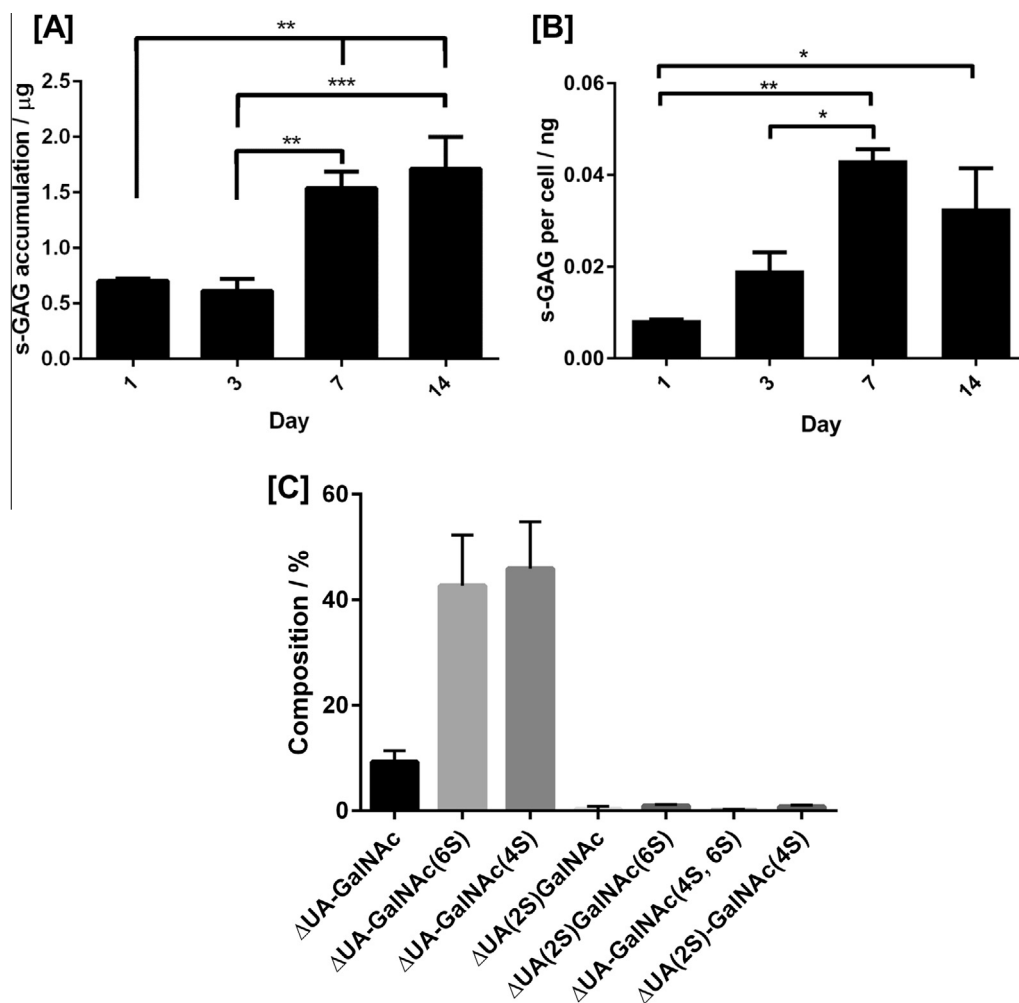 [A]
**
***
**
s-GAG accumulation / μg
2.5
2.0
1.5
1.0
0.5
0.0
1 3 7 14
Day
[B]
*
**
*
s-GAG per cell / ng
0.06
0.04
0.02
0.00
1 3 7 14
Day
[C]
Composition / %
60
40
20
0
ΔUA-GalNAc
ΔUA-GalNAc(6S)
ΔUA-GalNAc(4S)
ΔUA(2S)GalNAc
ΔUA(2S)GalNAc(6S)
ΔUA-GalNAc(4S, 6S)
ΔUA(2S)-GalNAc(4S)